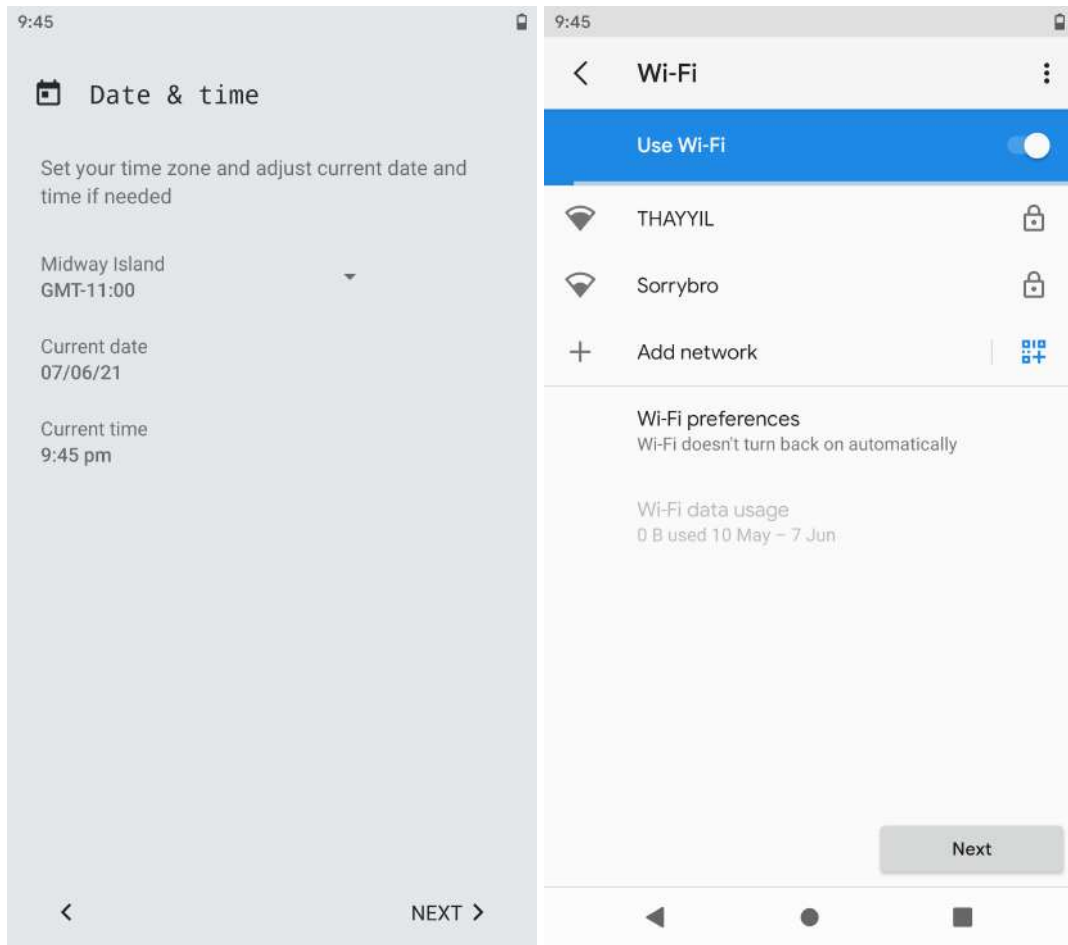 9:45
Date & time
Set your time zone and adjust current date and
time if needed
Midway Island
GMT-11:00
Current date
07/06/21
Current time
9:45 pm
NEXT
9:45
Wi-Fi
Use Wi-Fi
THAYYIL
Sorrybro
Add network
Wi-Fi preferences
Wi-Fi doesn't turn back on automatically
Wi-Fi data usage
0 B used 10 May – 7 Jun
Next